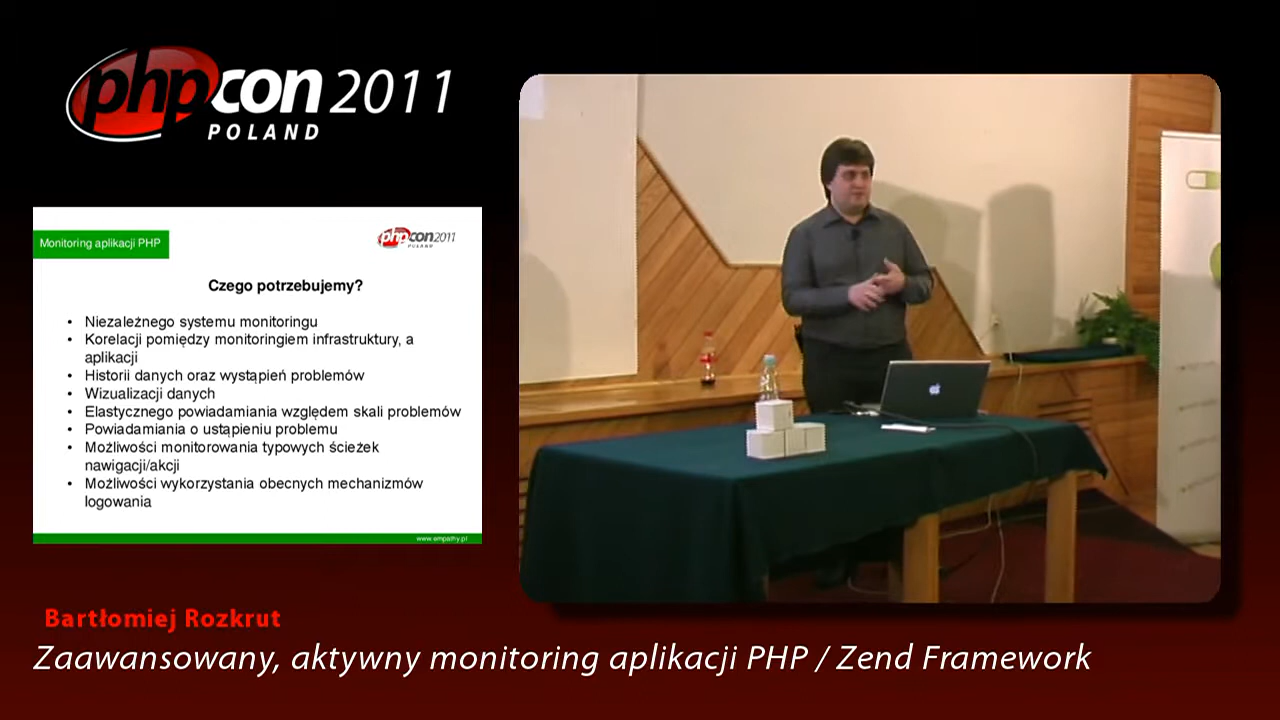 phpcon 2011
POLAND
Monitoring aplikacji PHP
phpcon 2011
POLAND
Czego potrzebujemy?
• Niezależnego systemu monitoringu
• Korelacji pomiędzy monitoringiem infrastruktury, a
aplikacji
• Historii danych oraz wystąpień problemów
• Wizualizacji danych
• Elastycznego powiadamiania względem skali problemów
• Powiadamiania o ustąpieniu problemu
• Możliwości monitorowania typowych ścieżek
nawigacji/akcji
• Możliwości wykorzystania obecnych mechanizmów
logowania
www.empathy.pl
Bartłomiej Rozkrut
Zaawansowany, aktywny monitoring aplikacji PHP / Zend Framework